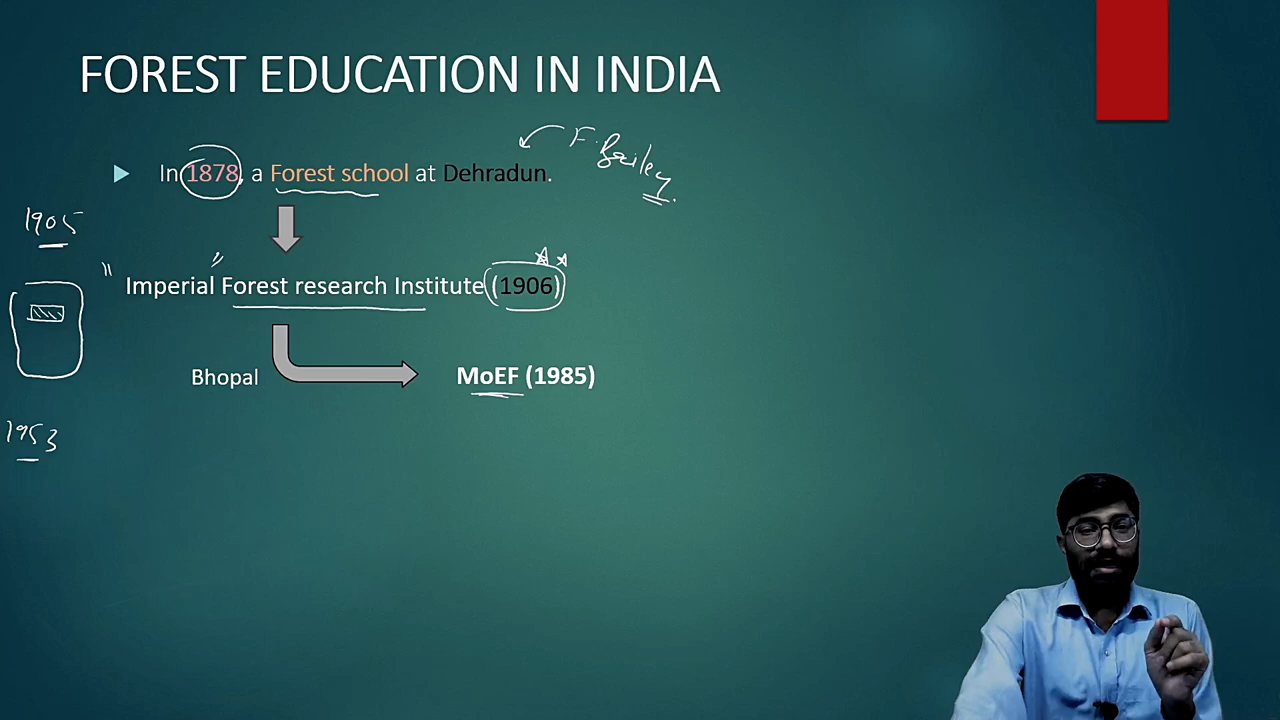 FOREST EDUCATION IN INDIA
F. Bailey
In 1878, a Forest school at Dehradun.
1905
" Imperial " Forest research Institute (1906)
Bhopal
MoEF (1985)
1953